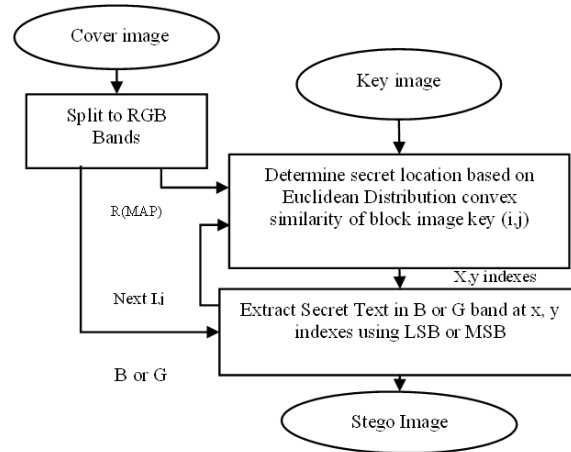 Cover image
Key image
Split to RGB
Bands
Determine secret location based on
Euclidean Distribution convex
similarity of block image key (i,j)
R(MAP)
X,y indexes
Next I,j
Extract Secret Text in B or G band at x, y
indexes using LSB or MSB
B or G
Stego Image